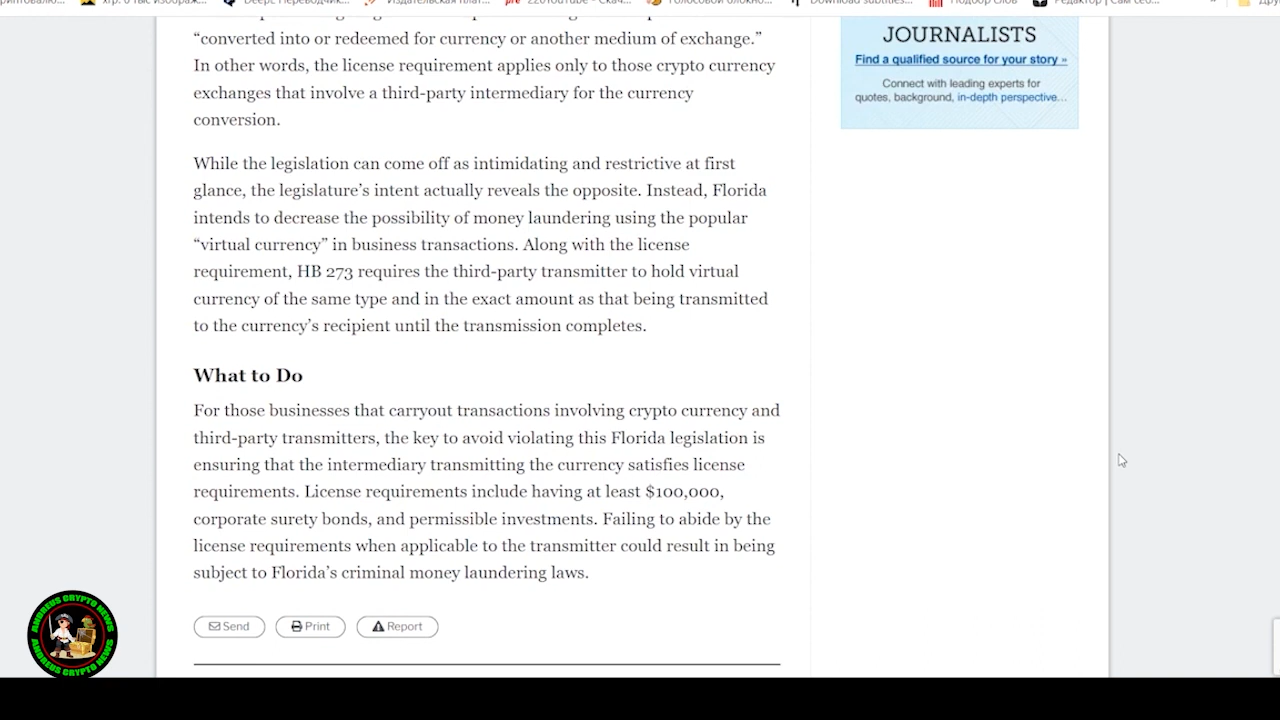 Download subtitles...
Подбор слов
"converted into or redeemed for currency or another medium of exchange."
In other words, the license requirement applies only to those crypto currency
exchanges that involve a third-party intermediary for the currency
conversion.
While the legislation can come off as intimidating and restrictive at first
glance, the legislature's intent actually reveals the opposite. Instead, Florida
intends to decrease the possibility of money laundering using the popular
"virtual currency" in business transactions. Along with the license
requirement, HB 273 requires the third-party transmitter to hold virtual
currency of the same type and in the exact amount as that being transmitted
to the currency's recipient until the transmission completes.
What to Do
For those businesses that carryout transactions involving crypto currency and
third-party transmitters, the key to avoid violating this Florida legislation is
ensuring that the intermediary transmitting the currency satisfies license
requirements. License requirements include having at least $100,000,
corporate surety bonds, and permissible investments. Failing to abide by the
license requirements when applicable to the transmitter could result in being
subject to Florida's criminal money laundering laws.
Send
Print
Report
JOURNALISTS
Find a qualified source for your story »
Connect with leading experts for
quotes, background, in-depth perspective...
ANDREUS CRYPTO NEWS
ANDREUS CRYPTO NEWS